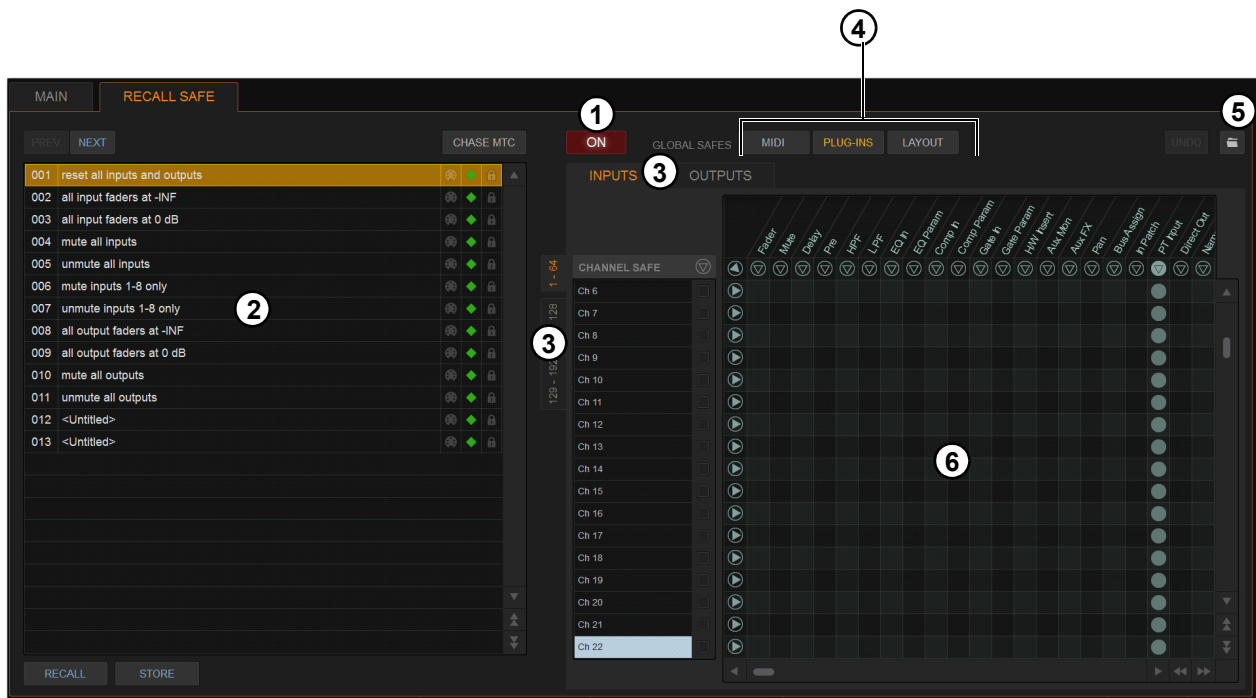 4
MAIN
RECALL SAFE
1
5
PREV
NEXT
CHASE MTC
ON
GLOBAL SAFES
MIDI
PLUG-INS
LAYOUT
UNDO
001 reset all inputs and outputs
002 all input faders at -INF
003 all input faders at 0 dB
004 mute all inputs
005 unmute all inputs
006 mute inputs 1-8 only
007 unmute inputs 1-8 only
008 all output faders at -INF
009 all output faders at 0 dB
010 mute all outputs
011 unmute all outputs
012 <Untitled>
013 <Untitled>
2
RECALL
STORE
INPUTS
3
OUTPUTS
1 - 64
128
3
129 - 192
Fader
Mute
Delay
Pre
HPF
LPF
EQ In
EQ Param
Comp In
Comp Param
Gate In
Gate Param
HW Insert
Aux Mon
Aux FX
Pan
Bus Assign
In Patch
PT Input
Direct Out
CHANNEL SAFE
Ch 6
Ch 7
Ch 8
Ch 9
Ch 10
Ch 11
Ch 12
Ch 13
Ch 14
Ch 15
Ch 16
Ch 17
Ch 18
Ch 19
Ch 20
Ch 21
Ch 22
6